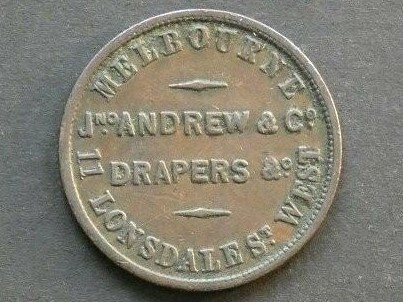 MELBOURNE
Jno. ANDREW & Co.
DRAPERS &c.
11 LONSDALE St. WEST